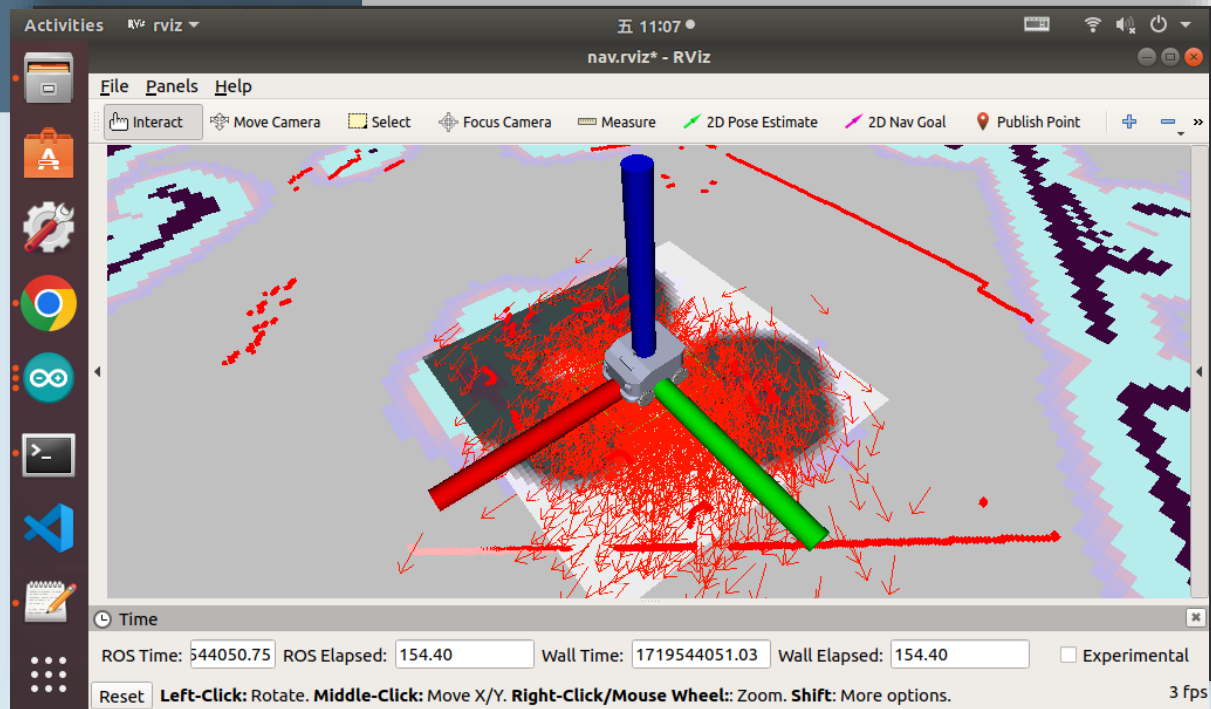 Activities RViz rviz 五 11:07
nav.rviz* - RViz
File Panels Help
Interact Move Camera Select Focus Camera Measure 2D Pose Estimate 2D Nav Goal Publish Point »
Time
ROS Time: 544050.75 ROS Elapsed: 154.40 Wall Time: 1719544051.03 Wall Elapsed: 154.40 Experimental
Reset Left-Click: Rotate. Middle-Click: Move X/Y. Right-Click/Mouse Wheel:: Zoom. Shift: More options. 3 fps